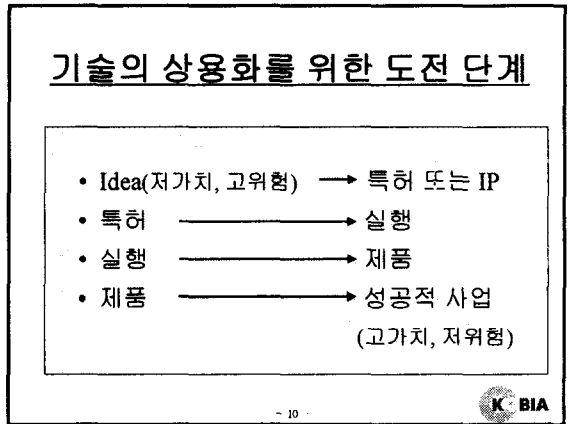 기술의 상용화를 위한 도전 단계
• Idea(저가치, 고위험) → 특허 또는 IP
• 특허 → 실행
• 실행 → 제품
• 제품 → 성공적 사업
(고가치, 저위험)
- 10 -
K BIA